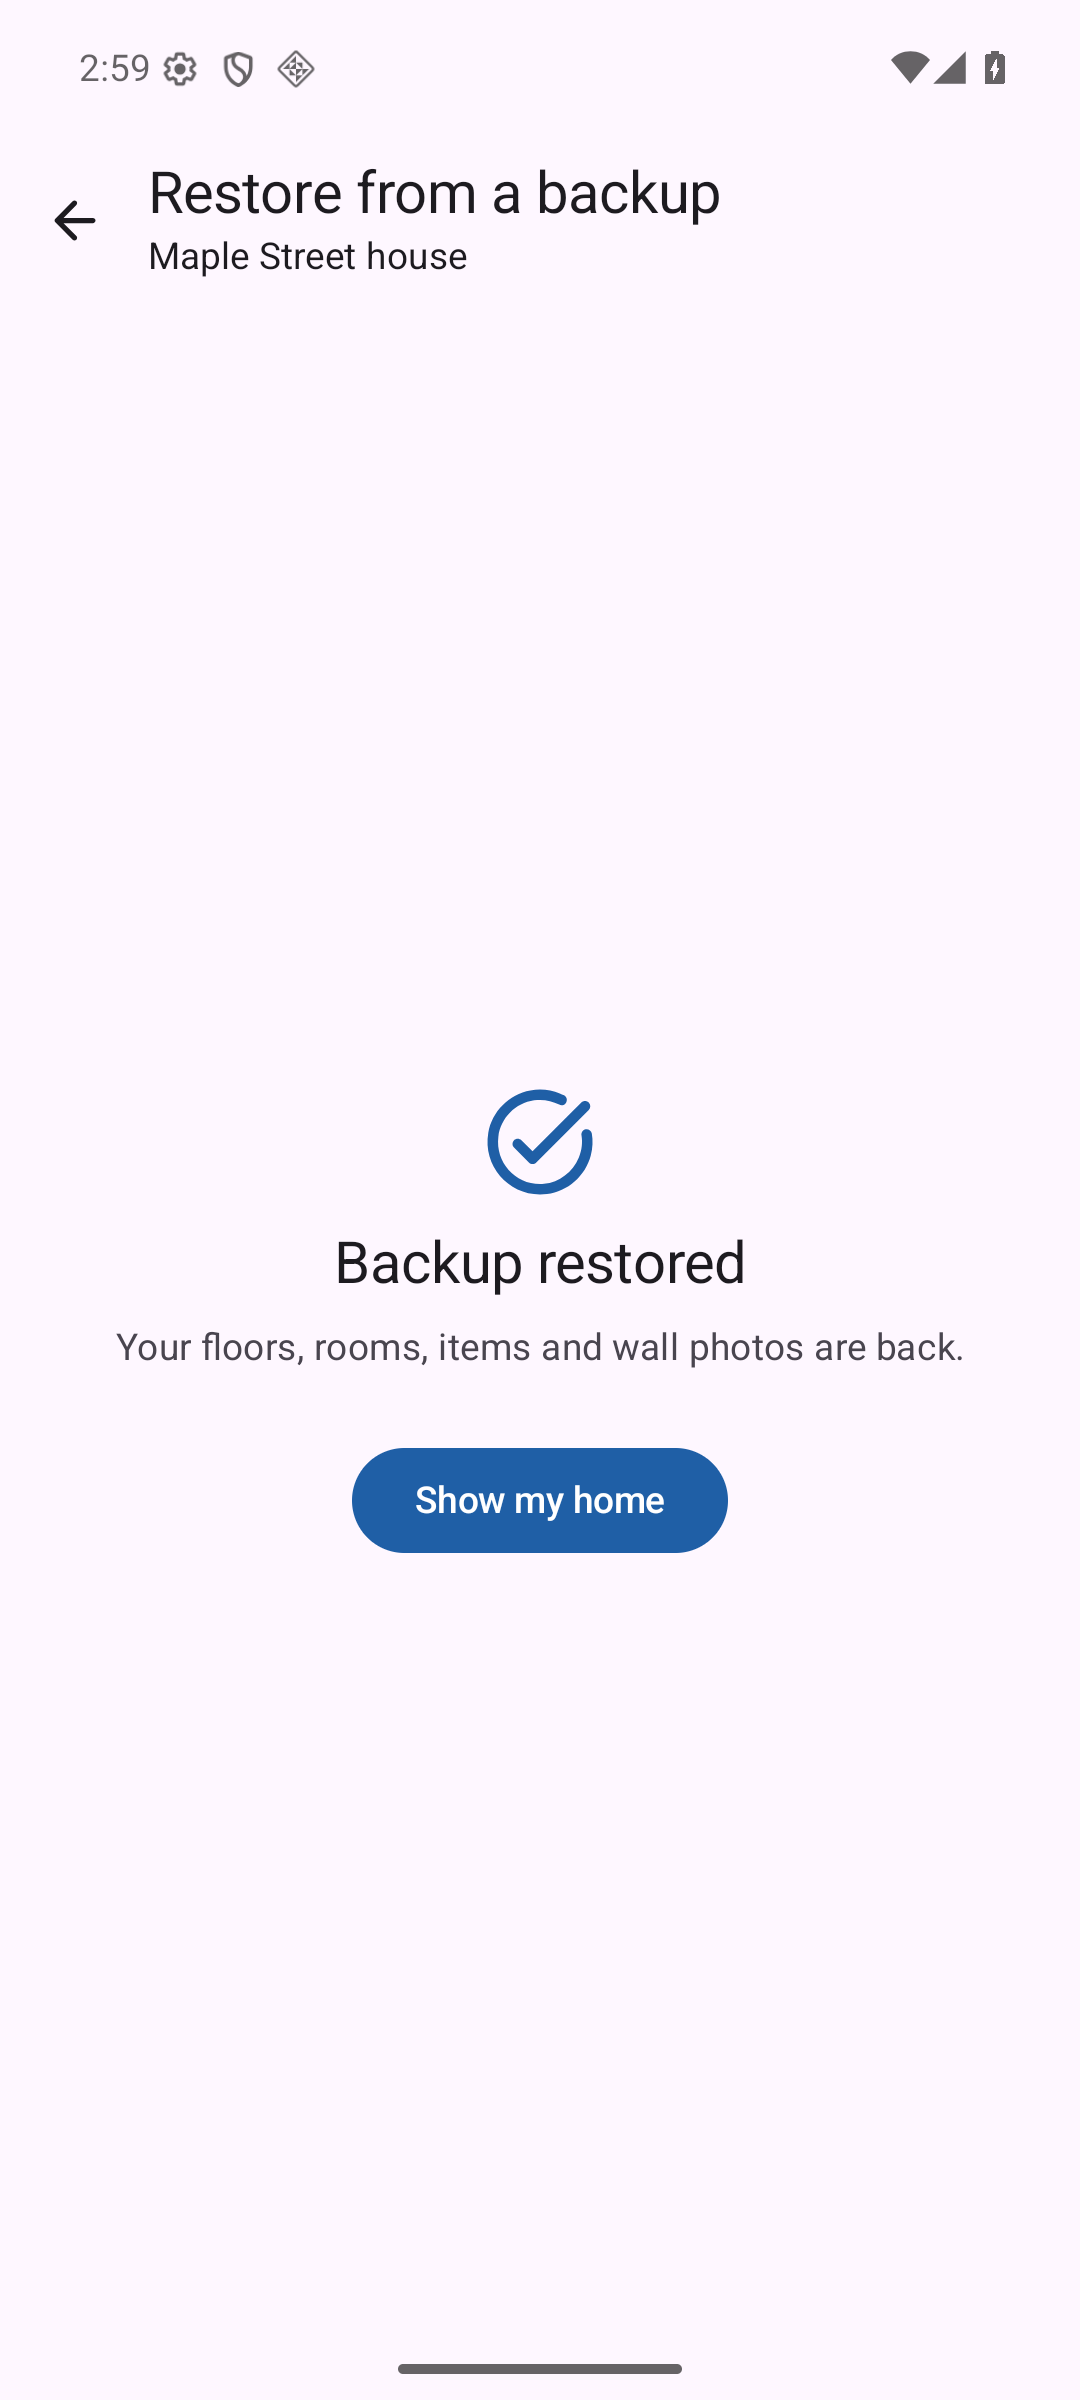 2:59
Restore from a backup
Maple Street house
Backup restored
Your floors, rooms, items and wall photos are back.
Show my home